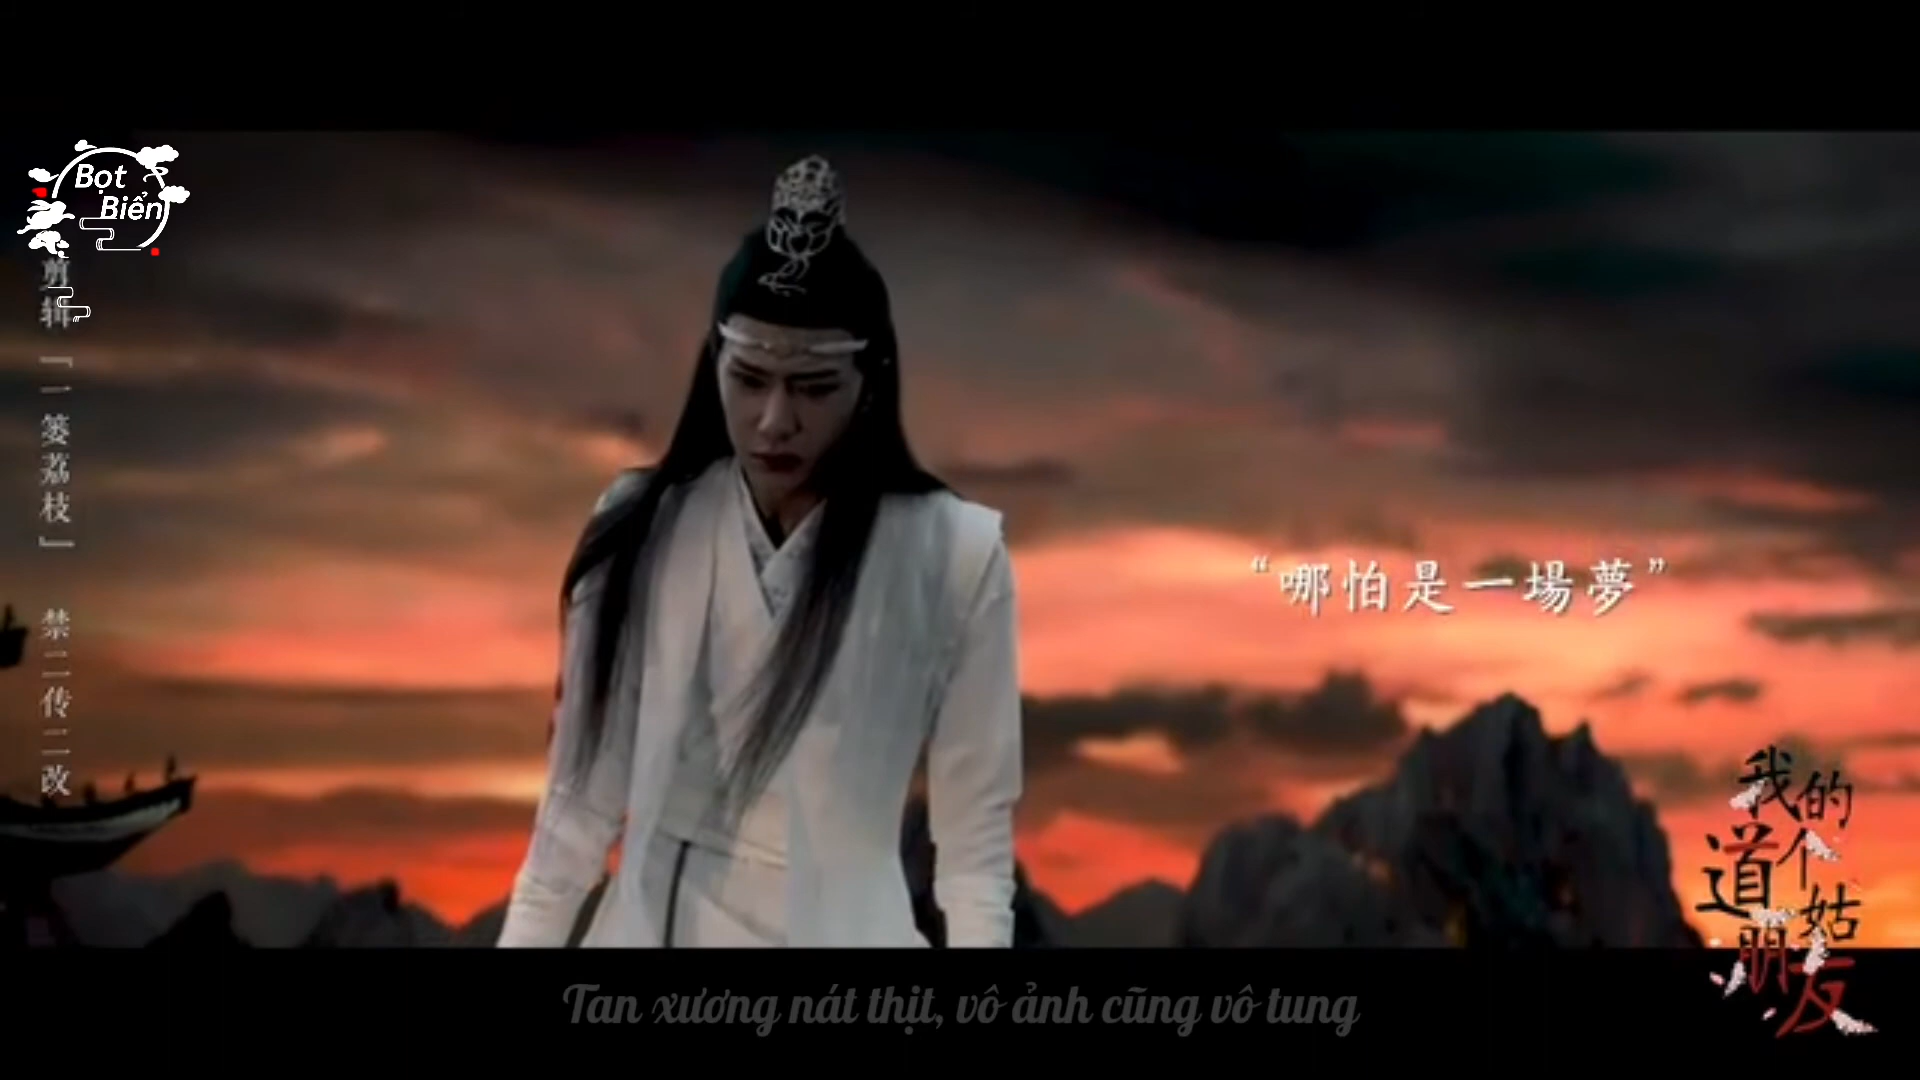 Bọt
Biển
剪辑『一篓荔枝』 禁二传二改
“哪怕是一場夢”
我的
道个姑
朋友
Tan xương nát thịt, vô ảnh cũng vô tung